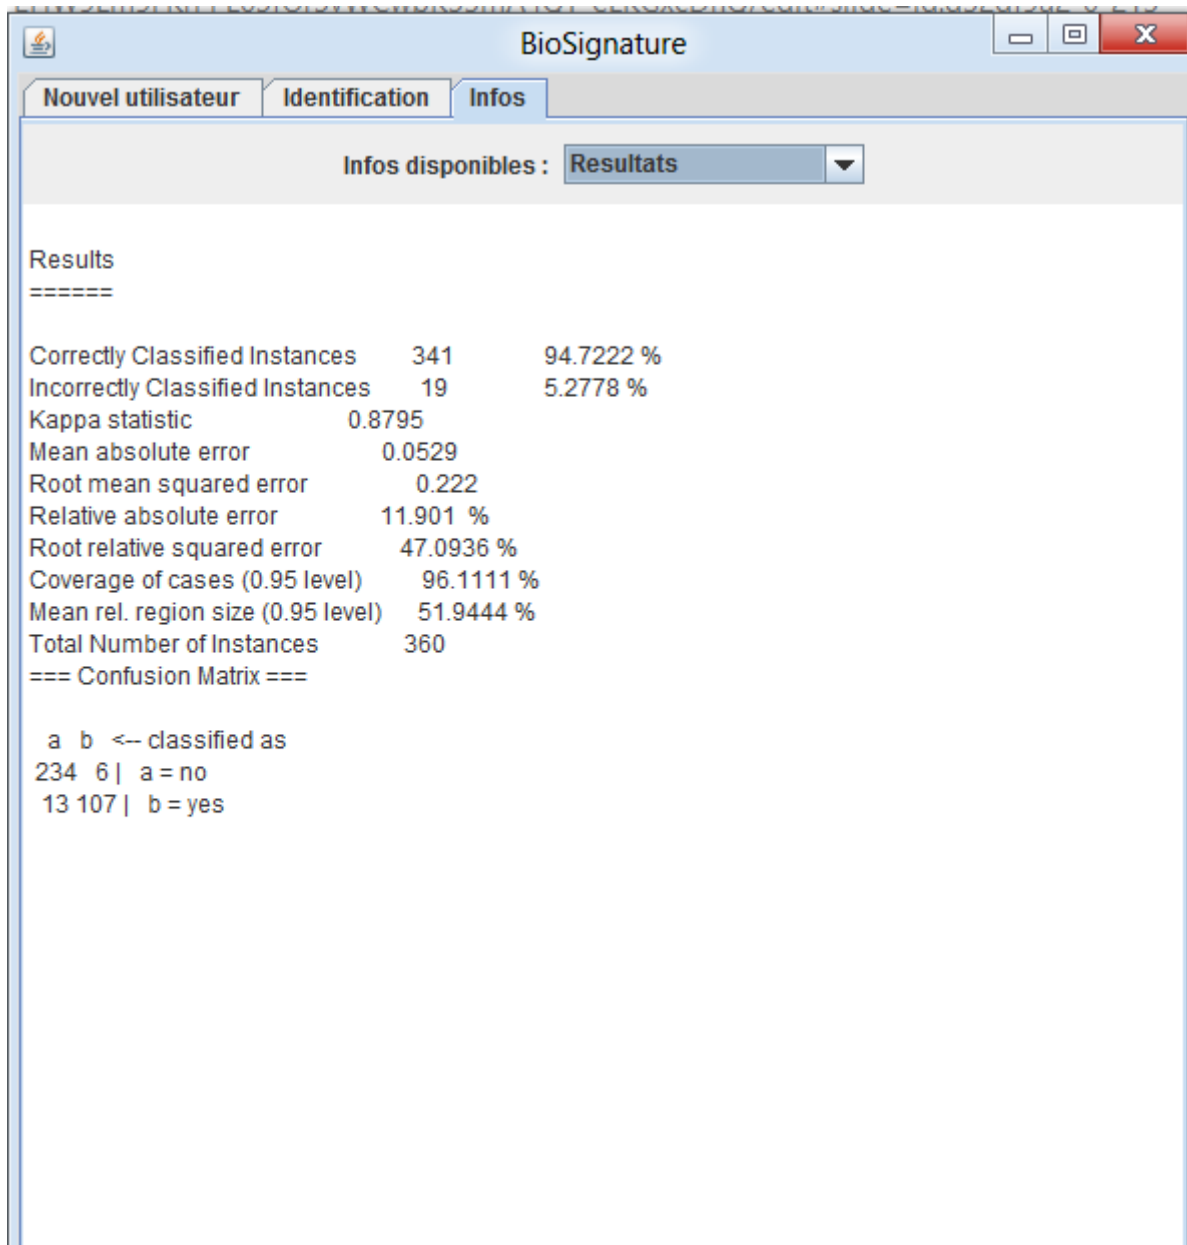 BioSignature
Nouvel utilisateur Identification Infos
Infos disponibles : Resultats
Results
======
Correctly Classified Instances 341 94.7222 %
Incorrectly Classified Instances 19 5.2778 %
Kappa statistic 0.8795
Mean absolute error 0.0529
Root mean squared error 0.222
Relative absolute error 11.901 %
Root relative squared error 47.0936 %
Coverage of cases (0.95 level) 96.1111 %
Mean rel. region size (0.95 level) 51.9444 %
Total Number of Instances 360
=== Confusion Matrix ===
a b <-- classified as
234 6 | a = no
13 107 | b = yes